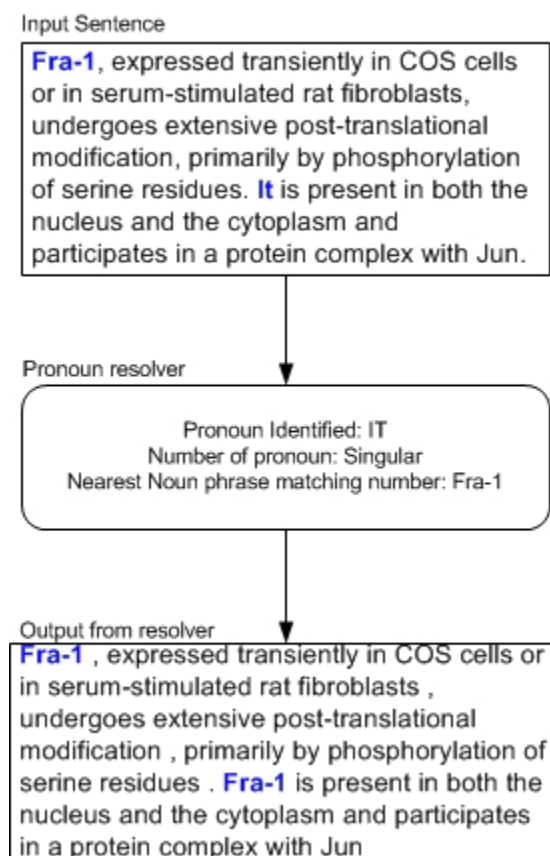 Input Sentence
Fra-1, expressed transiently in COS cells
or in serum-stimulated rat fibroblasts,
undergoes extensive post-translational
modification, primarily by phosphorylation
of serine residues. It is present in both the
nucleus and the cytoplasm and
participates in a protein complex with Jun.
Pronoun resolver
Pronoun Identified: IT
Number of pronoun: Singular
Nearest Noun phrase matching number: Fra-1
Output from resolver
Fra-1 , expressed transiently in COS cells or
in serum-stimulated rat fibroblasts ,
undergoes extensive post-translational
modification , primarily by phosphorylation of
serine residues . Fra-1 is present in both the
nucleus and the cytoplasm and participates
in a protein complex with Jun